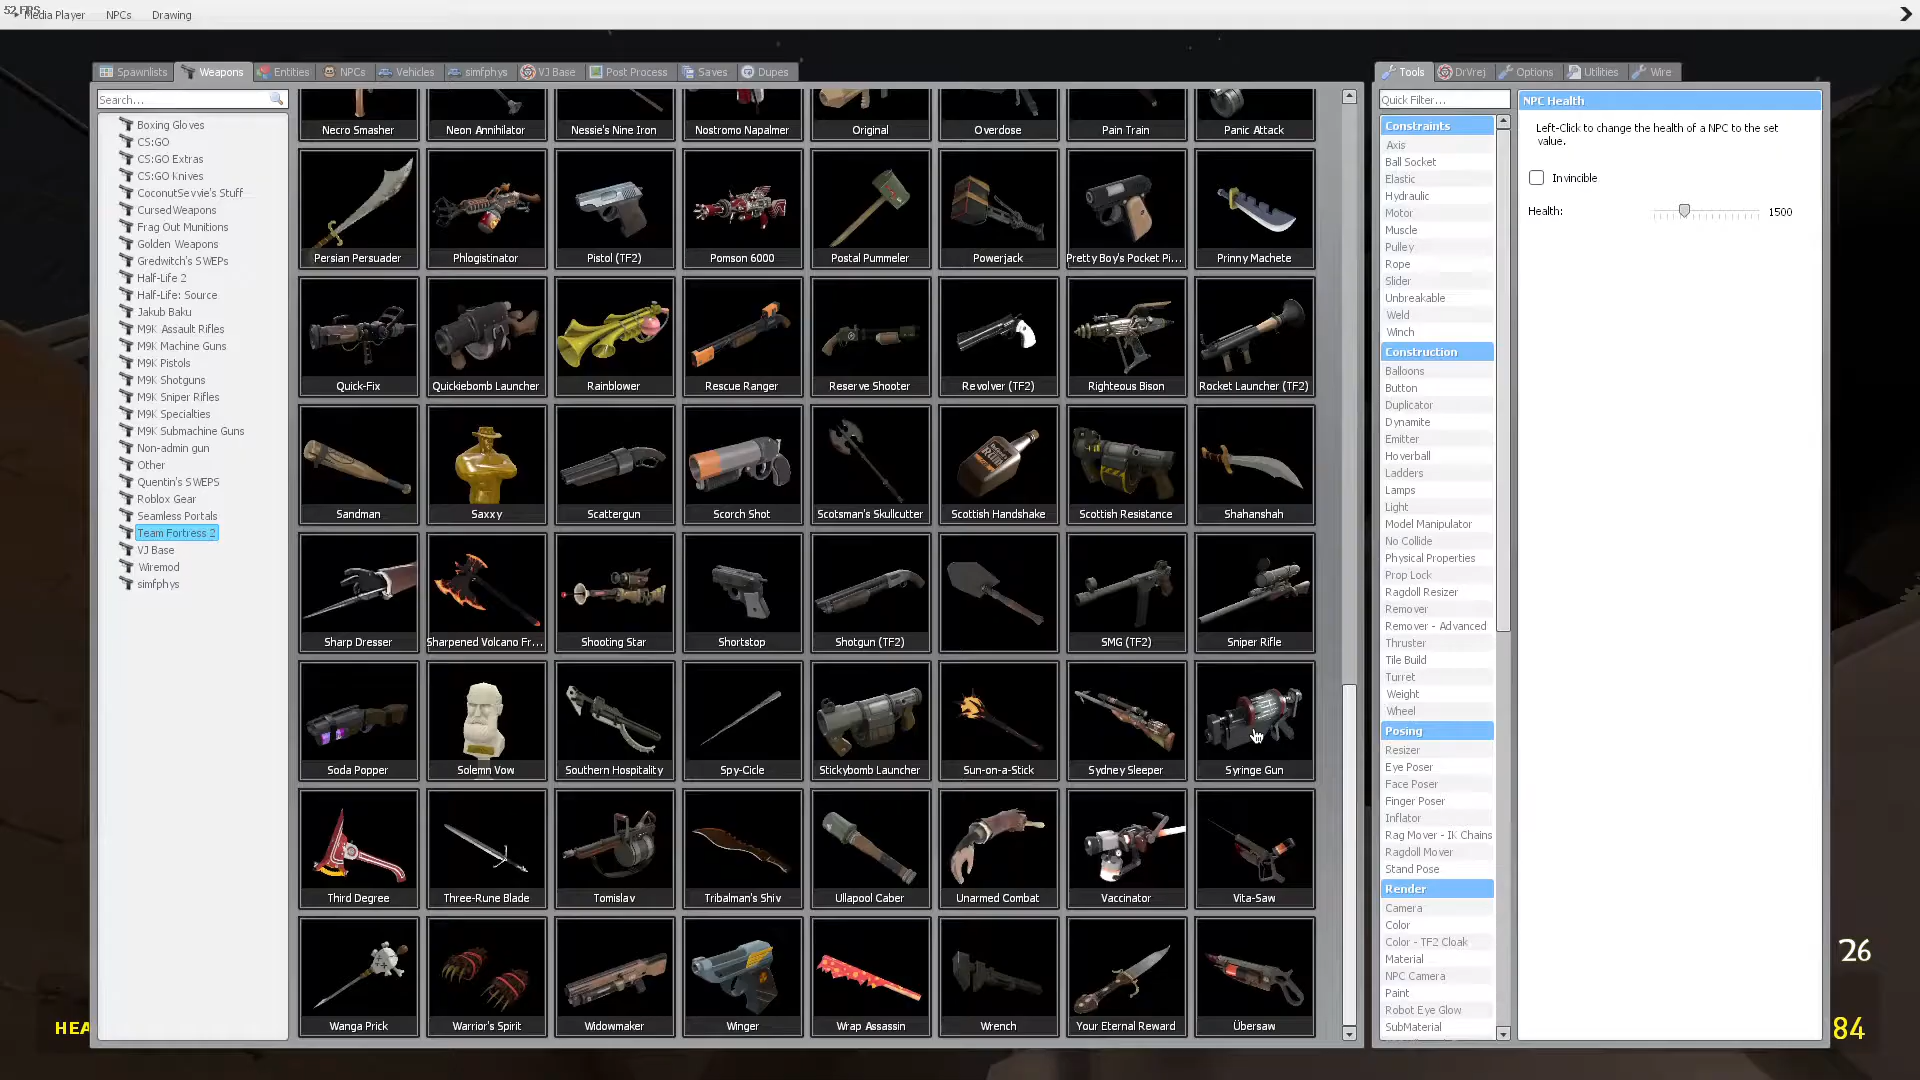 52 FPS
Media Player NPCs Drawing
Spawnlists Weapons Entities NPCs Vehicles simfphys VJ Base Post Process Saves Dupes
Tools DrVrej Options Utilities Wire
Search...
Boxing Gloves
CS:GO
CS:GO Extras
CS:GO Knives
CoconutSevvie's Stuff
CursedWeapons
Frag Out Munitions
Golden Weapons
Gredwitch's SWEPs
Half-Life 2
Half-Life: Source
Jakub Baku
M9K Assault Rifles
M9K Machine Guns
M9K Pistols
M9K Shotguns
M9K Sniper Rifles
M9K Specialties
M9K Submachine Guns
Non-admin gun
Other
Quentin's SWEPS
Roblox Gear
Seamless Portals
Team Fortress 2
VJ Base
Wiremod
simfphys
Necro Smasher Neon Annihilator Nessie's Nine Iron Nostromo Napalmer Original Overdose Pain Train Panic Attack
Persian Persuader Phlogistinator Pistol (TF2) Pomson 6000 Postal Pummeler Powerjack Pretty Boy's Pocket Pi... Prinny Machete
Quick-Fix Quickiebomb Launcher Rainblower Rescue Ranger Reserve Shooter Revolver (TF2) Righteous Bison Rocket Launcher (TF2)
Sandman Saxxy Scattergun Scorch Shot Scotsman's Skullcutter Scottish Handshake Scottish Resistance Shahanshah
Sharp Dresser Sharpened Volcano Fr... Shooting Star Shortstop Shotgun (TF2) SMG (TF2) Sniper Rifle
Soda Popper Solemn Vow Southern Hospitality Spy-Cicle Stickybomb Launcher Sun-on-a-Stick Sydney Sleeper Syringe Gun
Third Degree Three-Rune Blade Tomislav Tribalman's Shiv Ullapool Caber Unarmed Combat Vaccinator Vita-Saw
Wanga Prick Warrior's Spirit Widowmaker Winger Wrap Assassin Wrench Your Eternal Reward Übersaw
Quick Filter...
Constraints
Axis
Ball Socket
Elastic
Hydraulic
Motor
Muscle
Pulley
Rope
Slider
Unbreakable
Weld
Winch
Construction
Balloons
Button
Duplicator
Dynamite
Emitter
Hoverball
Ladders
Lamps
Light
Model Manipulator
No Collide
Physical Properties
Prop Lock
Ragdoll Resizer
Remover
Remover - Advanced
Thruster
Tile Build
Turret
Weight
Wheel
Posing
Resizer
Eye Poser
Face Poser
Finger Poser
Inflator
Rag Mover - IK Chains
Ragdoll Mover
Stand Pose
Render
Camera
Color
Color - TF2 Cloak
Material
NPC Camera
Paint
Robot Eye Glow
SubMaterial
NPC Health
Left-Click to change the health of a NPC to the set
value.
Invincible
Health: 1500
26
HEA
84